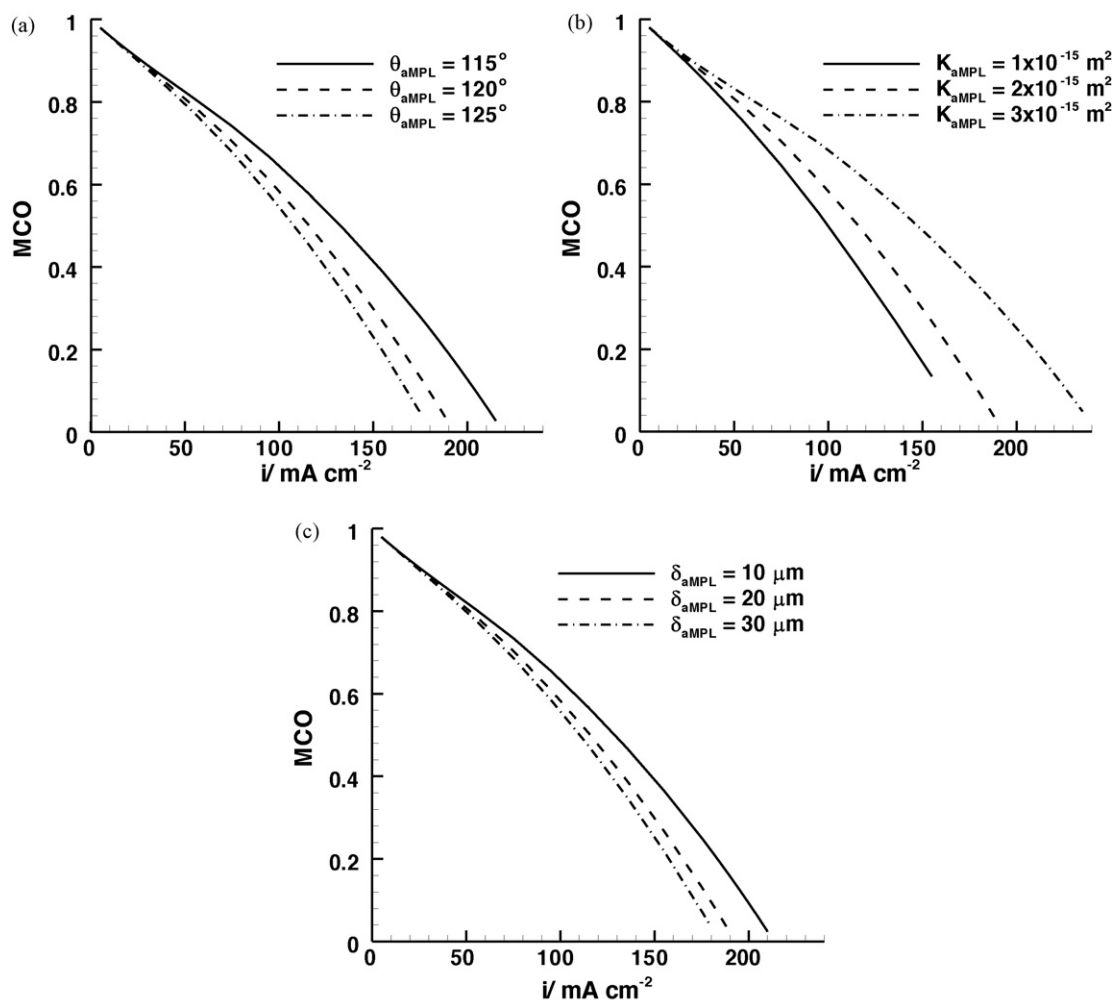 (a)
1
0.8
0.6
0.4
0.2
0
MCO
θaMPL = 115°
θaMPL = 120°
θaMPL = 125°
0 50 100 150 200
i/ mA cm⁻²
(b)
1
0.8
0.6
0.4
0.2
0
MCO
KaMPL = 1x10⁻¹⁵ m²
KaMPL = 2x10⁻¹⁵ m²
KaMPL = 3x10⁻¹⁵ m²
0 50 100 150 200
i/ mA cm⁻²
(c)
1
0.8
0.6
0.4
0.2
0
MCO
δaMPL = 10 μm
δaMPL = 20 μm
δaMPL = 30 μm
0 50 100 150 200
i/ mA cm⁻²